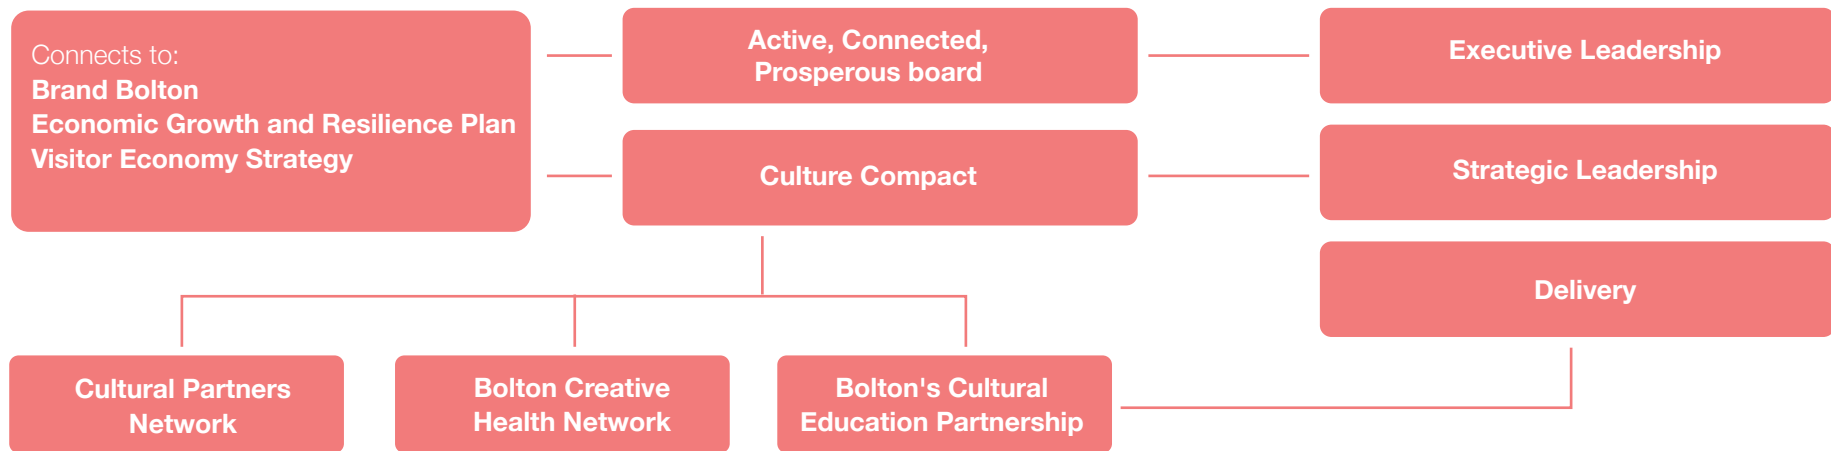 Connects to:
Brand Bolton
Economic Growth and Resilience Plan
Visitor Economy Strategy
Active, Connected,
Prosperous board
Executive Leadership
Culture Compact
Strategic Leadership
Delivery
Cultural Partners
Network
Bolton Creative
Health Network
Bolton's Cultural
Education Partnership